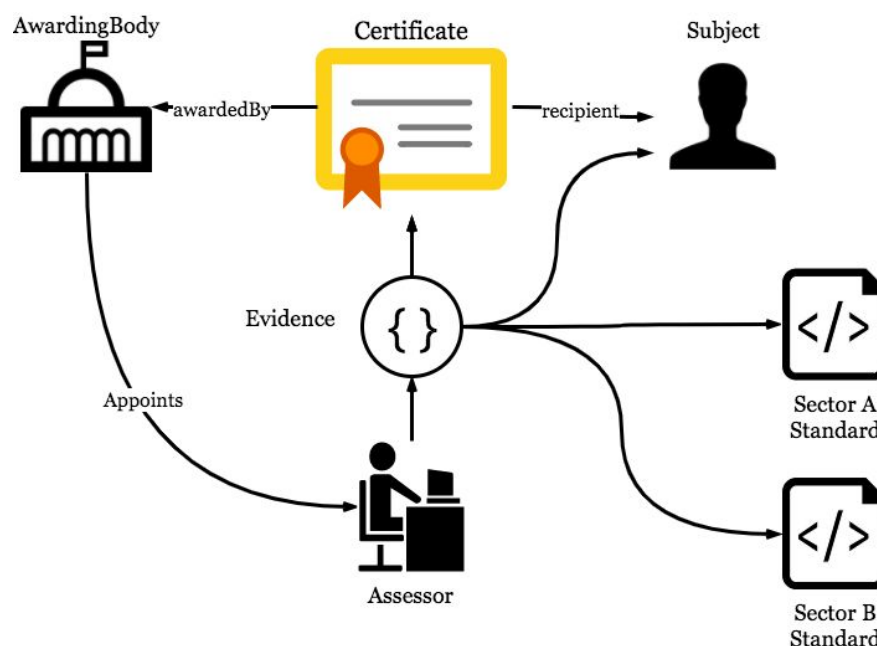 AwardingBody
Certificate
Subject
awardedBy
recipient
Evidence
{ }
</>
Sector A
Standard
Appoints
Assessor
</>
Sector B
Standard